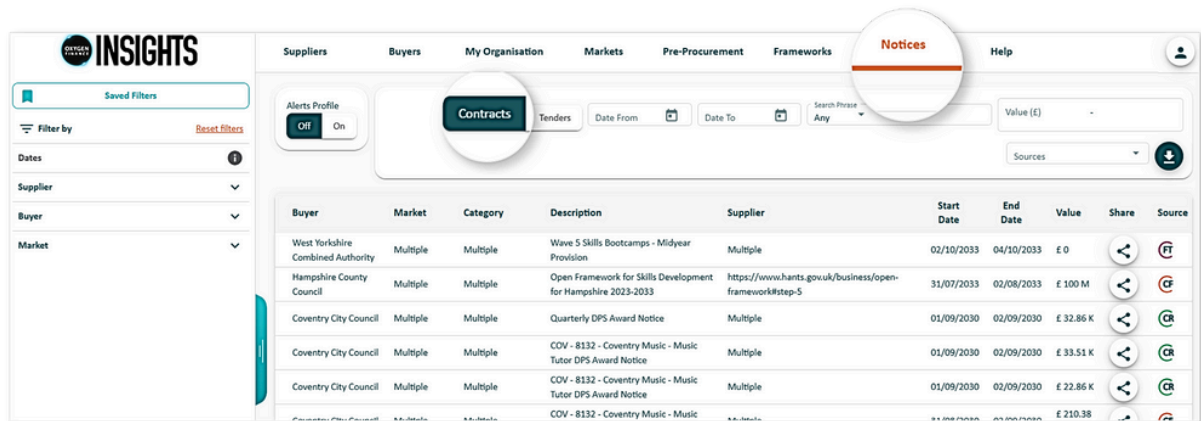 OXYGEN FINANCE INSIGHTS
Suppliers Buyers My Organisation Markets Pre-Procurement Frameworks Notices Help
Saved Filters
Filter by Reset filters
Dates
Supplier
Buyer
Market
Alerts Profile
Off On
Contracts Tenders Date From Date To Search Phrase Any Value (£) -
Sources
Buyer Market Category Description Supplier Start Date End Date Value Share Source
West Yorkshire Combined Authority Multiple Multiple Wave 5 Skills Bootcamps - Midyear Provision Multiple 02/10/2033 04/10/2033 £ 0 FT
Hampshire County Council Multiple Multiple Open Framework for Skills Development for Hampshire 2023-2033 https://www.hants.gov.uk/business/open-framework#step-5 31/07/2033 02/08/2033 £ 100 M CF
Coventry City Council Multiple Multiple Quarterly DPS Award Notice Multiple 01/09/2030 02/09/2030 £ 32.86 K CR
Coventry City Council Multiple Multiple COV - 8132 - Coventry Music - Music Tutor DPS Award Notice Multiple 01/09/2030 02/09/2030 £ 33.51 K CR
Coventry City Council Multiple Multiple COV - 8132 - Coventry Music - Music Tutor DPS Award Notice Multiple 01/09/2030 02/09/2030 £ 22.86 K CR
COV - 8132 - Coventry Music - Music £ 210.38